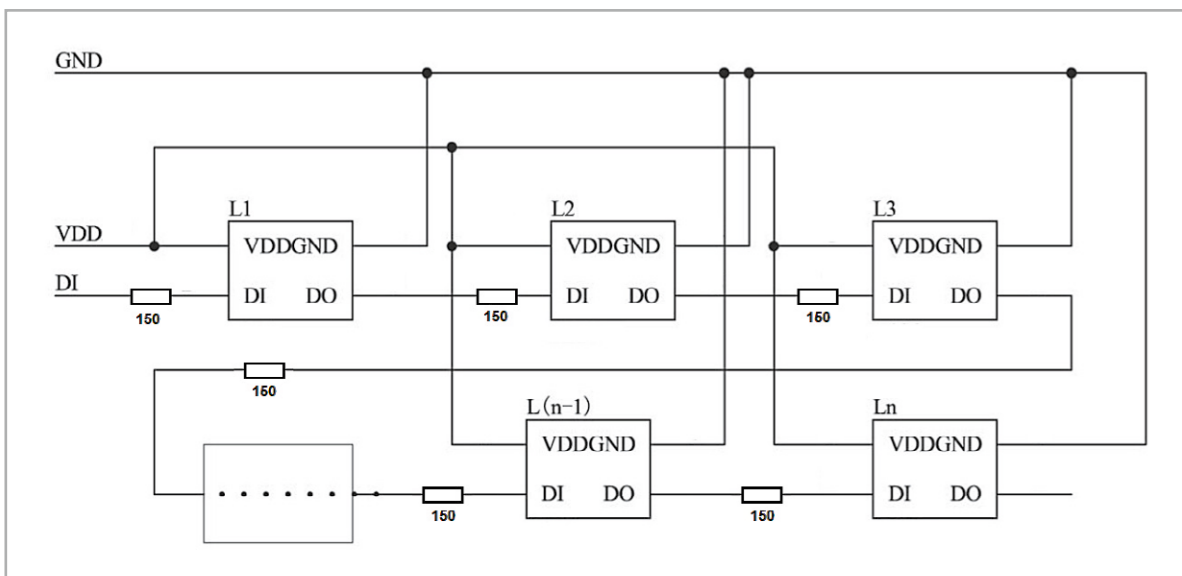 GND
L1
L2
L3
VDD
VDDGND
VDDGND
VDDGND
DI
DI DO
DI DO
DI DO
150
150
150
150
L(n-1)
Ln
VDDGND
VDDGND
DI DO
DI DO
150
150